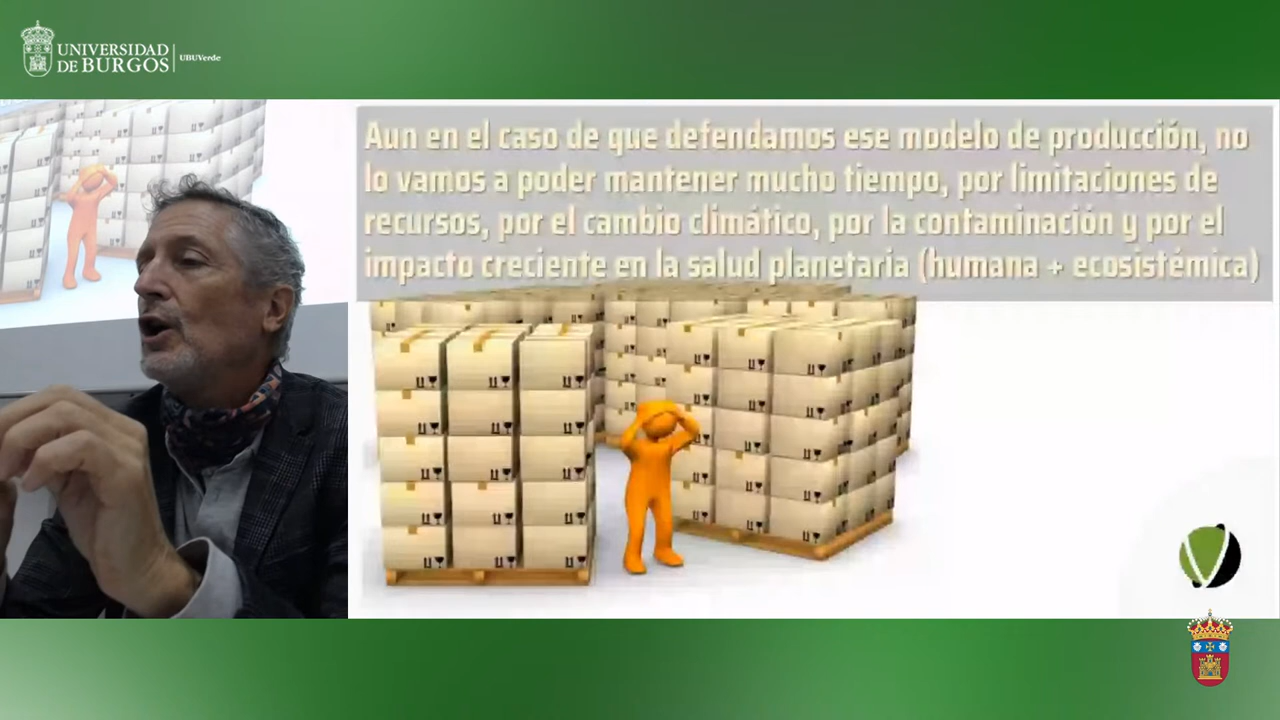 UNIVERSIDAD
DE BURGOS
UBUVerde
Aun en el caso de que defendamos ese modelo de producción, no
lo vamos a poder mantener mucho tiempo, por limitaciones de
recursos, por el cambio climático, por la contaminación y por el
impacto creciente en la salud planetaria (humana + ecosistémica)